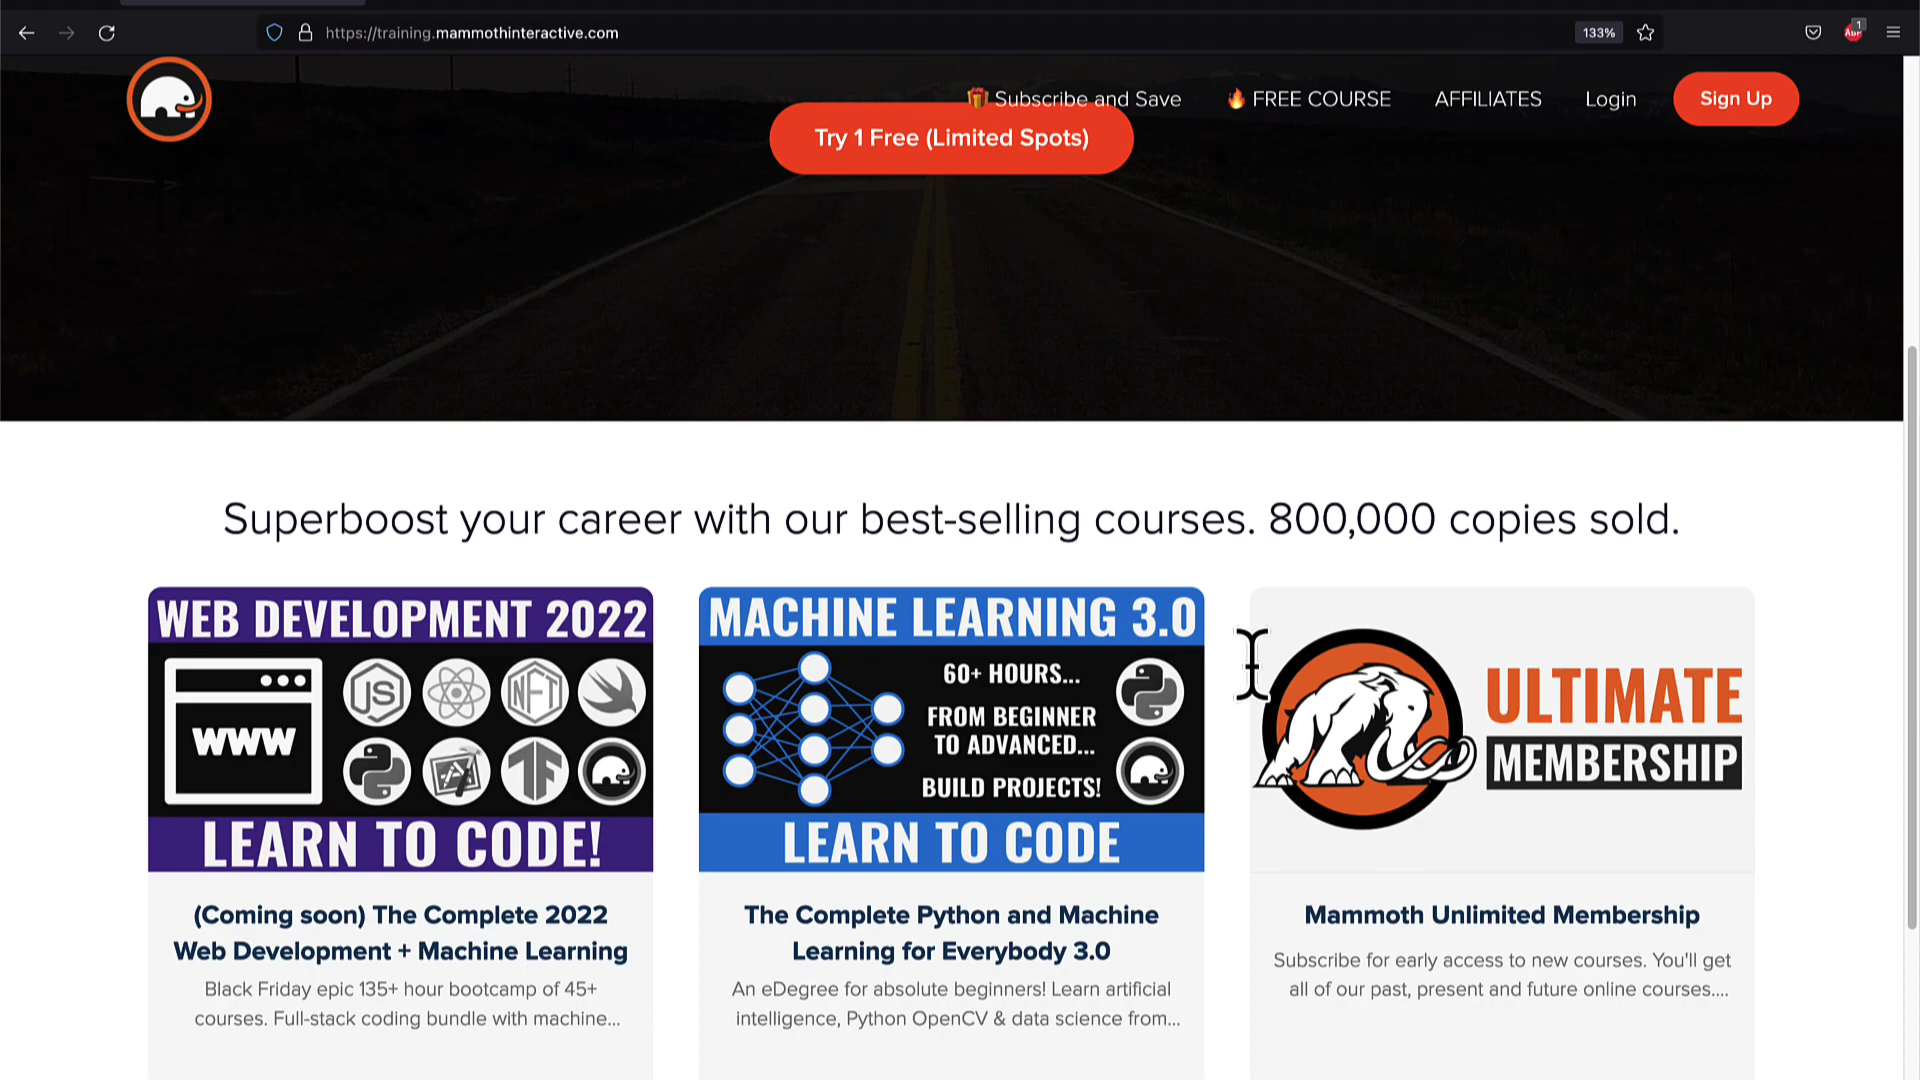 https://training.mammothinteractive.com
133%
1
ABP
🎁 Subscribe and Save
🔥 FREE COURSE
AFFILIATES
Login
Sign Up
Try 1 Free (Limited Spots)
Superboost your career with our best-selling courses. 800,000 copies sold.
WEB DEVELOPMENT 2022
WWW
JS
NFT
LEARN TO CODE!
(Coming soon) The Complete 2022
Web Development + Machine Learning
Black Friday epic 135+ hour bootcamp of 45+
courses. Full-stack coding bundle with machine...
MACHINE LEARNING 3.0
60+ HOURS...
FROM BEGINNER
TO ADVANCED...
BUILD PROJECTS!
LEARN TO CODE
The Complete Python and Machine
Learning for Everybody 3.0
An eDegree for absolute beginners! Learn artificial
intelligence, Python OpenCV & data science from...
ULTIMATE
MEMBERSHIP
Mammoth Unlimited Membership
Subscribe for early access to new courses. You'll get
all of our past, present and future online courses....